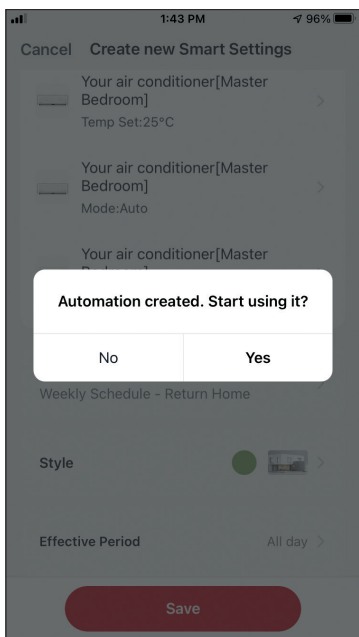 1:43 PM
96%
Cancel Create new Smart Settings
Your air conditioner[Master
Bedroom]
Temp Set:25°C
Your air conditioner[Master
Bedroom]
Mode:Auto
Your air conditioner[Master
Automation created. Start using it?
No Yes
Weekly Schedule - Return Home
Style
Effective Period All day
Save